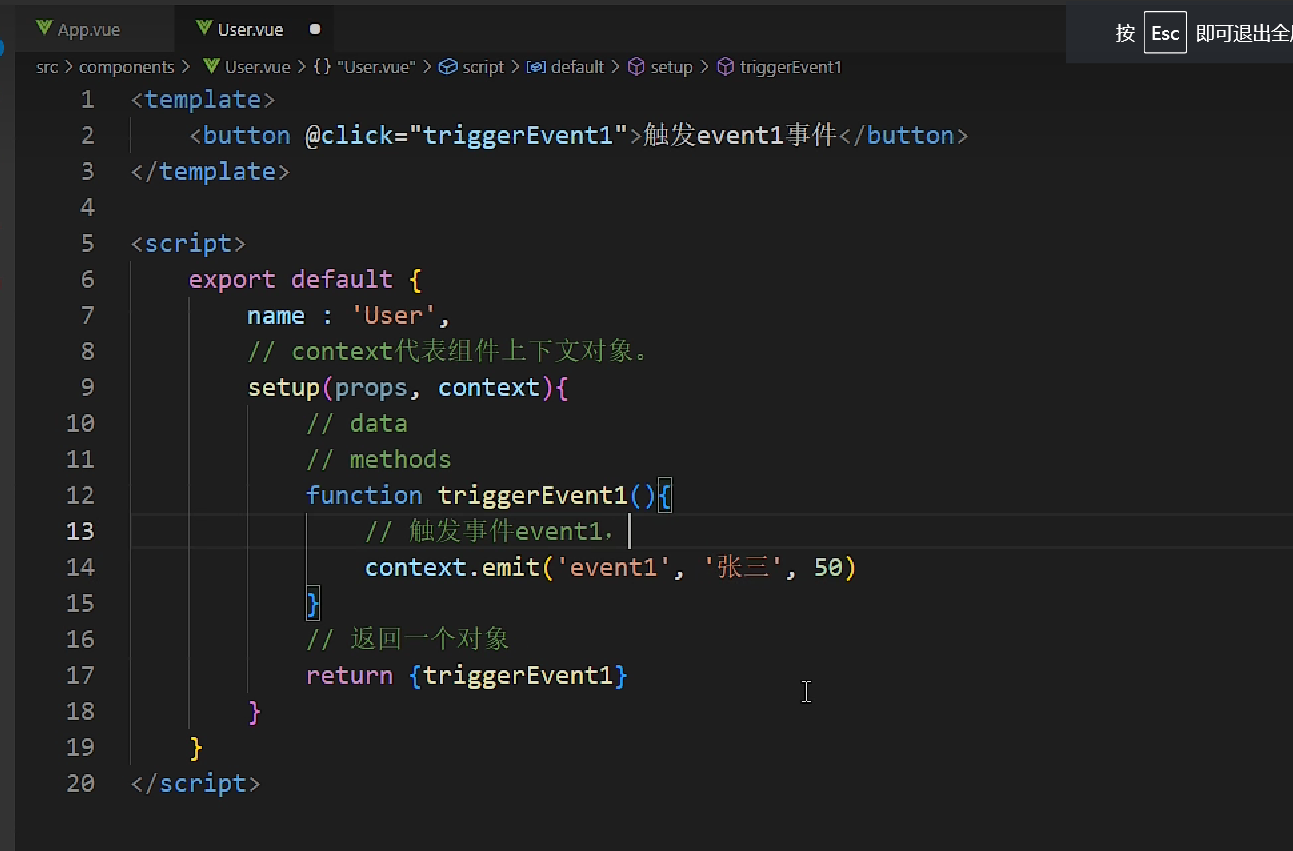 App.vue
User.vue
按 Esc 即可退出全
src > components > User.vue > {} "User.vue" > script > default > setup > triggerEvent1
1 <template>
2 <button @click="triggerEvent1">触发event1事件</button>
3 </template>
4
5 <script>
6 export default {
7 name : 'User',
8 // context代表组件上下文对象。
9 setup(props, context){
10 // data
11 // methods
12 function triggerEvent1(){
13 // 触发事件event1，
14 context.emit('event1', '张三', 50)
15 }
16 // 返回一个对象
17 return {triggerEvent1}
18 }
19 }
20 </script>